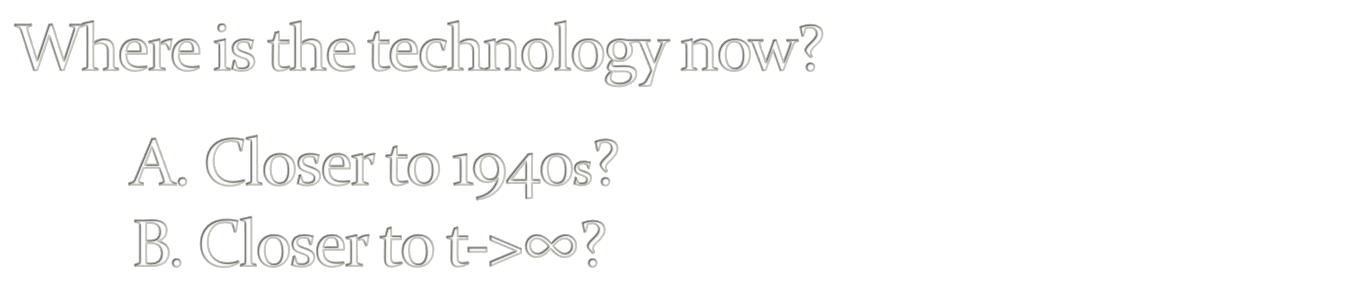 Where is the technology now?
A. Closer to 1940s?
B. Closer to t->∞?